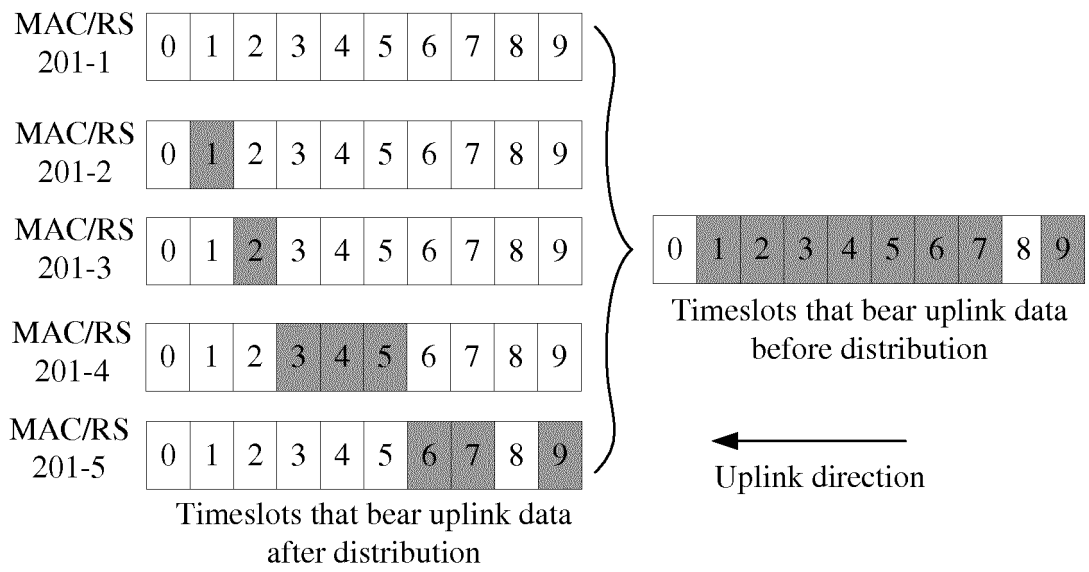 MAC/RS
201-1
0 1 2 3 4 5 6 7 8 9
MAC/RS
201-2
0 1 2 3 4 5 6 7 8 9
MAC/RS
201-3
0 1 2 3 4 5 6 7 8 9
MAC/RS
201-4
0 1 2 3 4 5 6 7 8 9
MAC/RS
201-5
0 1 2 3 4 5 6 7 8 9
Timeslots that bear uplink data
after distribution
0 1 2 3 4 5 6 7 8 9
Timeslots that bear uplink data
before distribution
Uplink direction